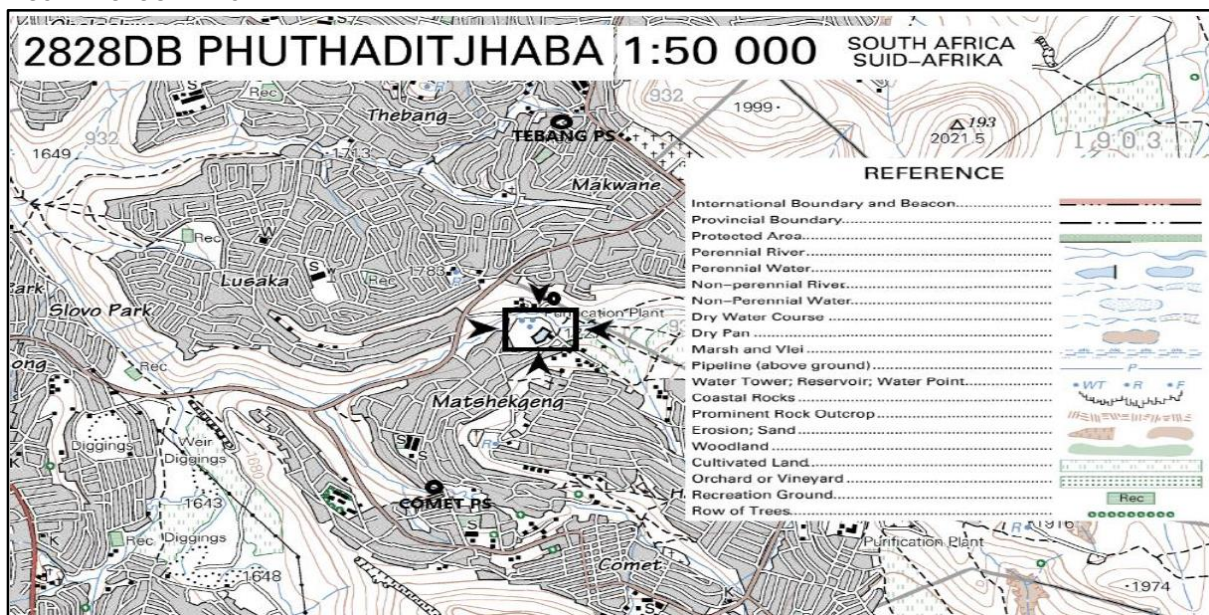 2828DB PHUTHADITJHABA 1:50 000 SOUTH AFRICA
SUID–AFRIKA
S
Rec
932
932
1999
193
2021.5
1903
Thebang
TEBANG PS
1649
1713
Makwane
Rec
W
S
Rec
1783
R
Lusaka
Slovo Park
Purification Plant
Rec
Matshekgeng
Diggings
Weir
Diggings
1680
S
R
COMET PS
K
1643
S
Rec
Diggings
K
1648
Comet
K
S
R
1916
Purification Plant
1974
REFERENCE
International Boundary and Beacon
Provincial Boundary
Protected Area
Perennial River
Perennial Water
Non-perennial River
Non-Perennial Water
Dry Water Course
Dry Pan
Marsh and Vlei
Pipeline (above ground) P
Water Tower; Reservoir; Water Point WT R F
Coastal Rocks
Prominent Rock Outcrop
Erosion; Sand
Woodland
Cultivated Land
Orchard or Vineyard
Recreation Ground Rec
Row of Trees